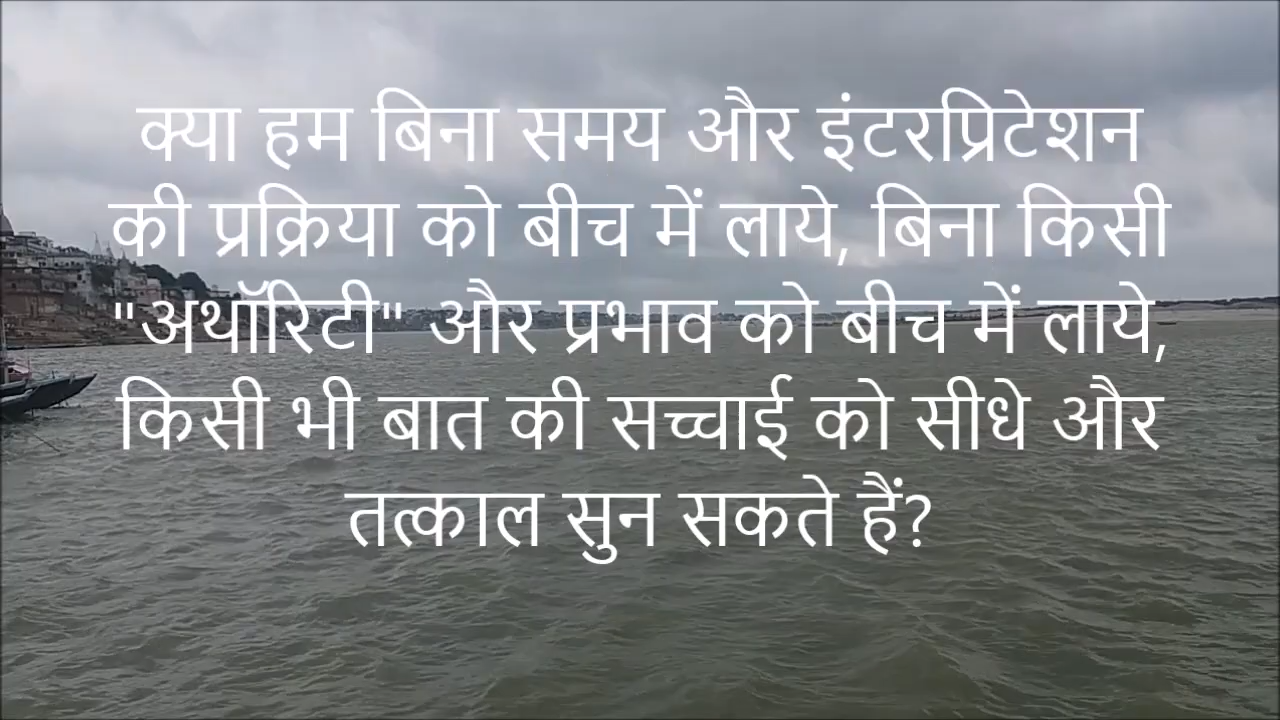 क्या हम बिना समय और इंटरप्रिटेशन
की प्रक्रिया को बीच में लाये, बिना किसी
"अथॉरिटी" और प्रभाव को बीच में लाये,
किसी भी बात की सच्चाई को सीधे और
तत्काल सुन सकते हैं?